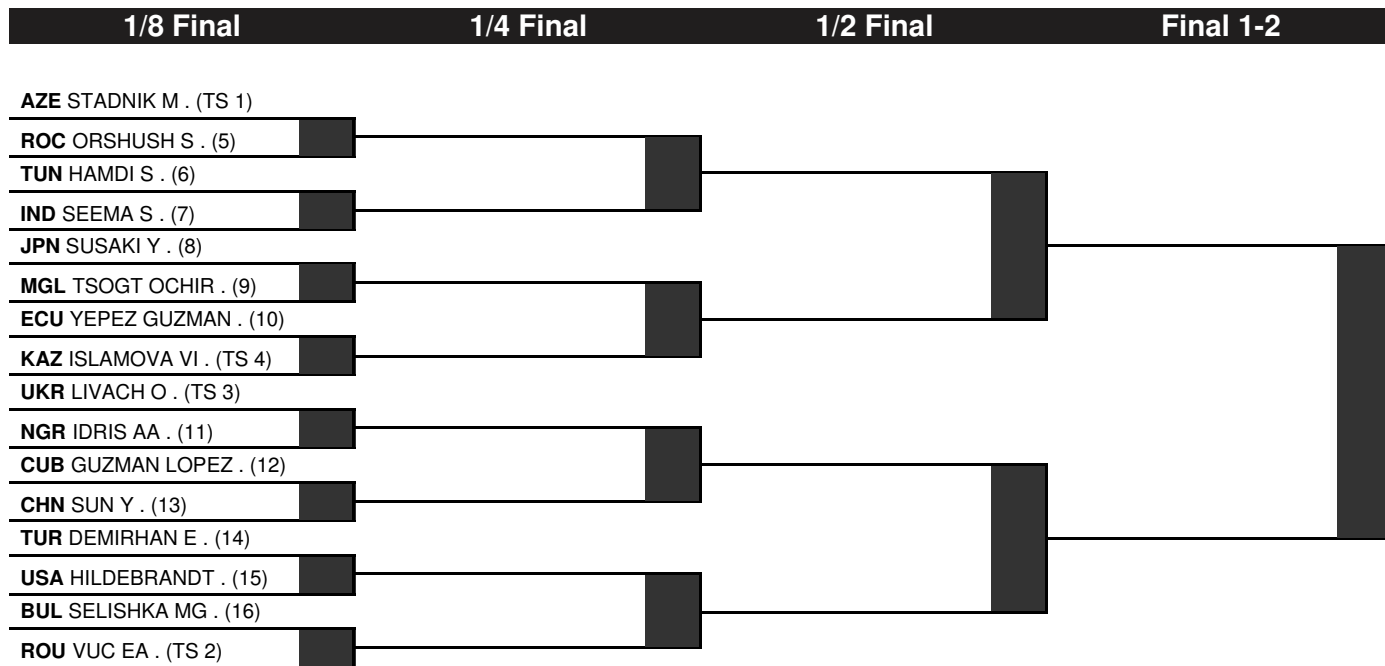 1/8 Final 1/4 Final 1/2 Final Final 1-2
AZE STADNIK M . (TS 1)
ROC ORSHUSH S . (5)
TUN HAMDI S . (6)
IND SEEMA S . (7)
JPN SUSAKI Y . (8)
MGL TSOGT OCHIR . (9)
ECU YEPEZ GUZMAN . (10)
KAZ ISLAMOVA VI . (TS 4)
UKR LIVACH O . (TS 3)
NGR IDRIS AA . (11)
CUB GUZMAN LOPEZ . (12)
CHN SUN Y . (13)
TUR DEMIRHAN E . (14)
USA HILDEBRANDT . (15)
BUL SELISHKA MG . (16)
ROU VUC EA . (TS 2)